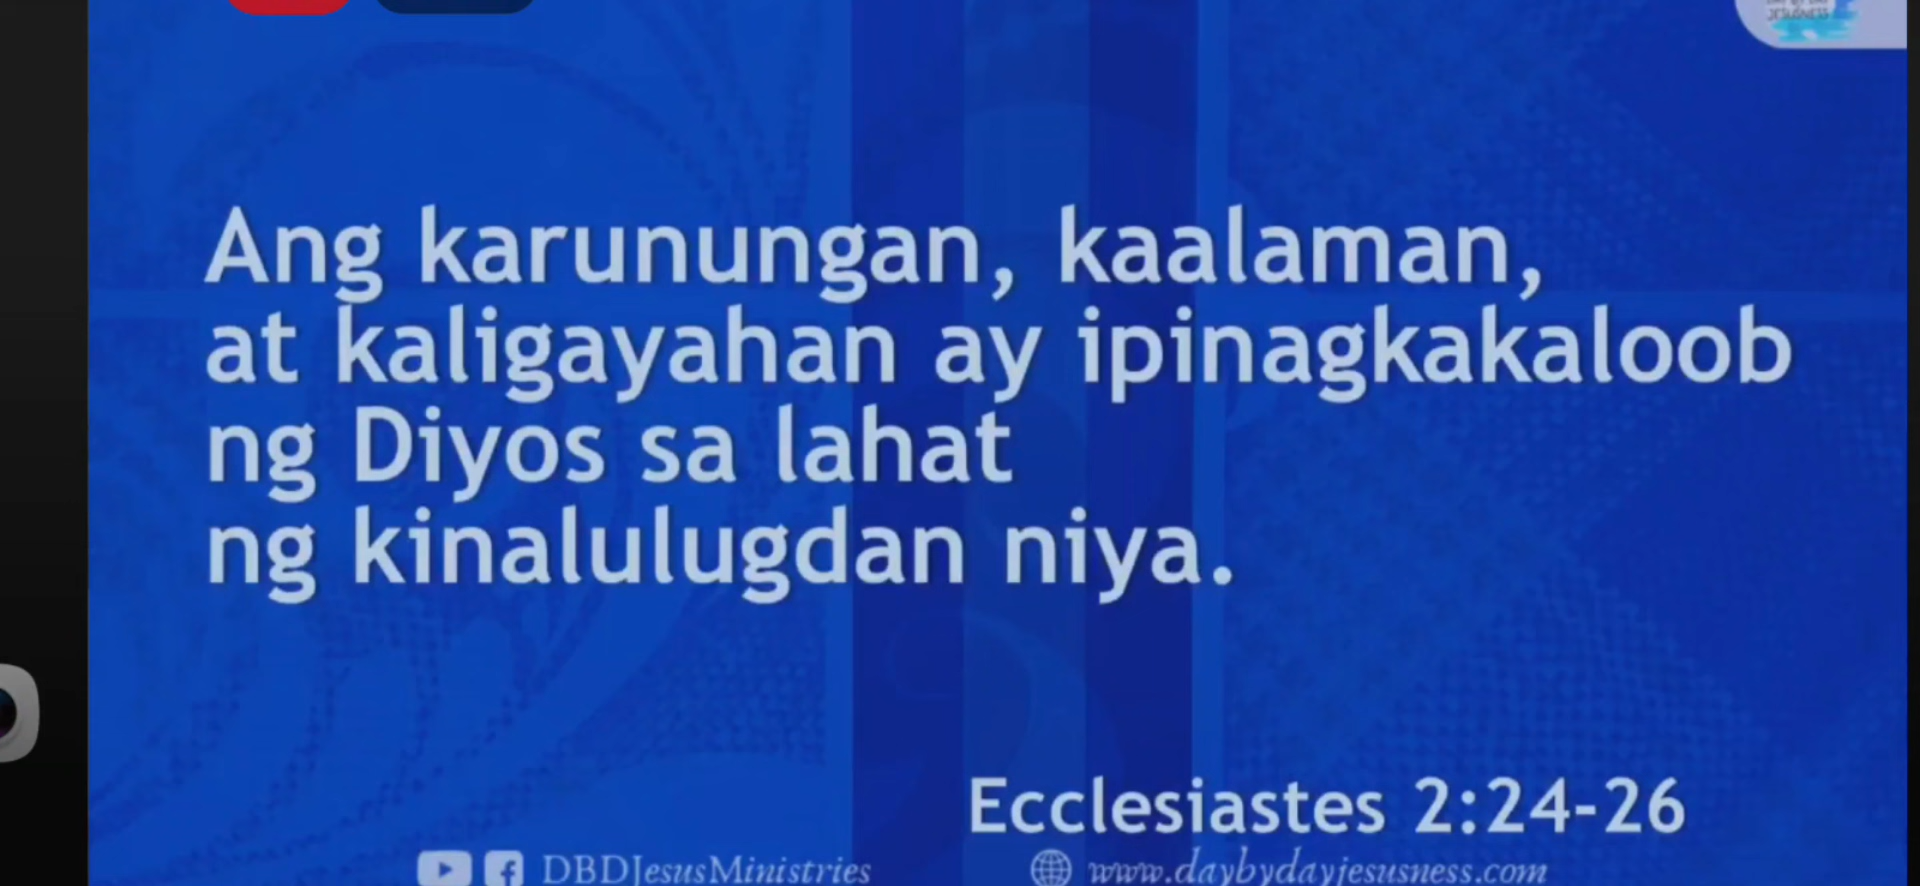 JESUSNESS
Ang karunungan, kaalaman,
at kaligayahan ay ipinagkakaloob
ng Diyos sa lahat
ng kinalulugdan niya.
Ecclesiastes 2:24-26
DBDJesusMinistries
www.daybydayjesusness.com